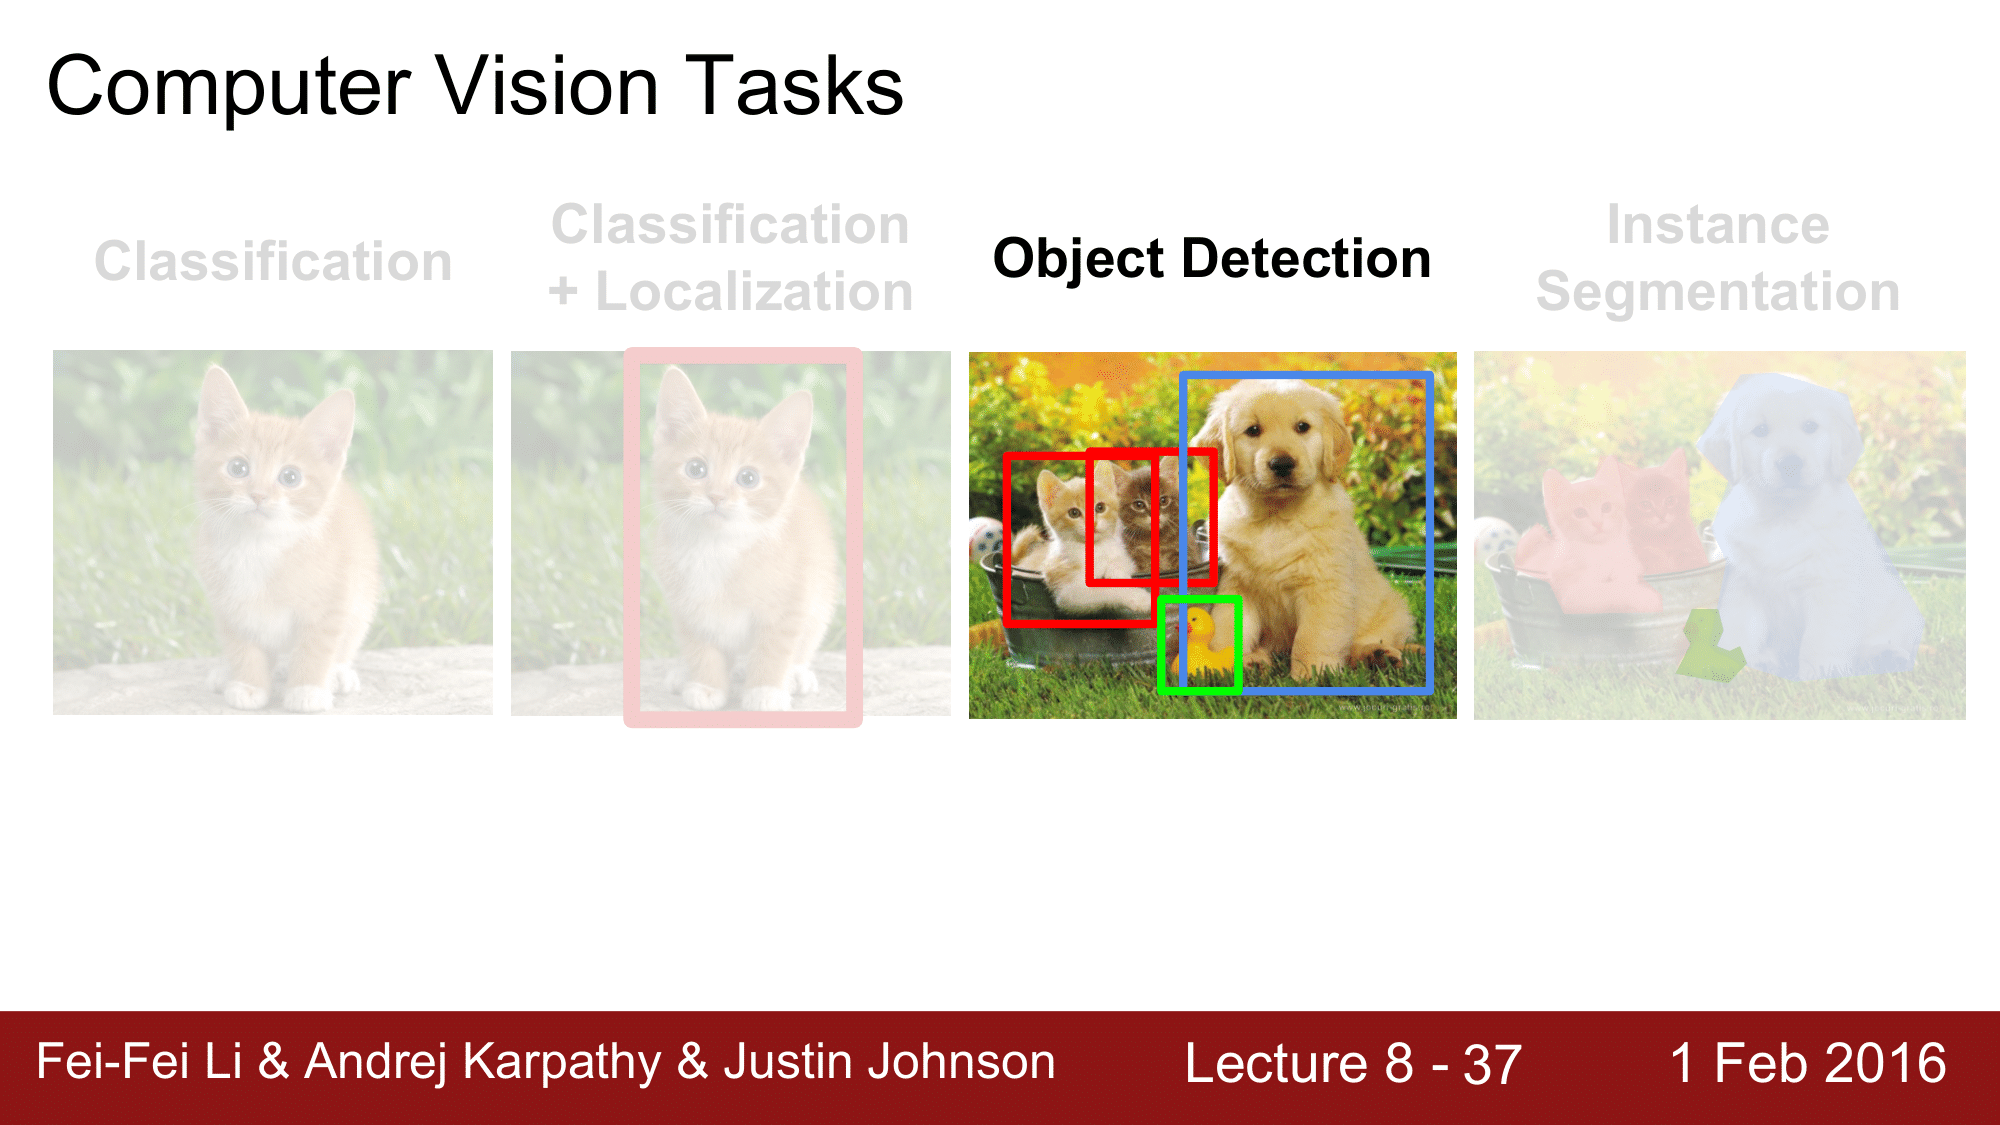 Computer Vision Tasks
Classification
Classification
+ Localization
Object Detection
Instance
Segmentation
Fei-Fei Li & Andrej Karpathy & Justin Johnson
Lecture 8 - 37
1 Feb 2016